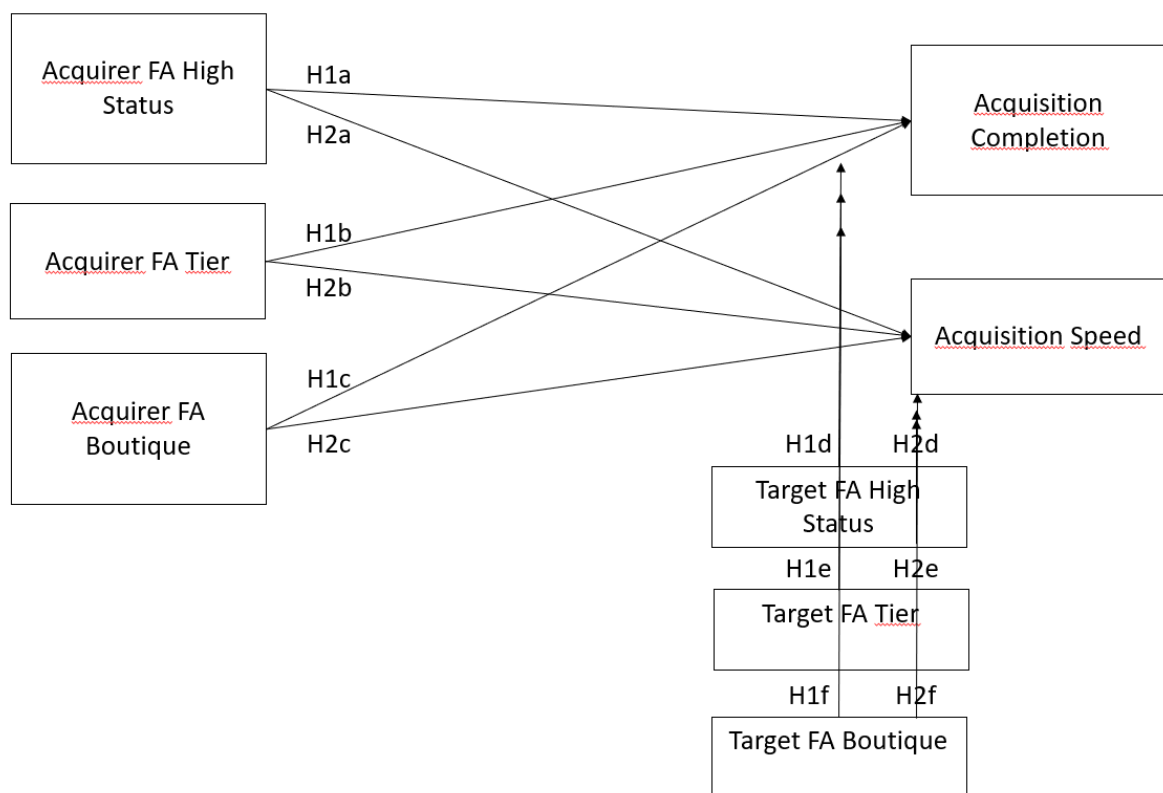 Acquirer FA High
Status
H1a
H2a
Acquisition
Completion
Acquirer FA Tier
H1b
H2b
Acquisition Speed
Acquirer FA
Boutique
H1c
H2c
H1d
H2d
Target FA High
Status
H1e
H2e
Target FA Tier
H1f
H2f
Target FA Boutique